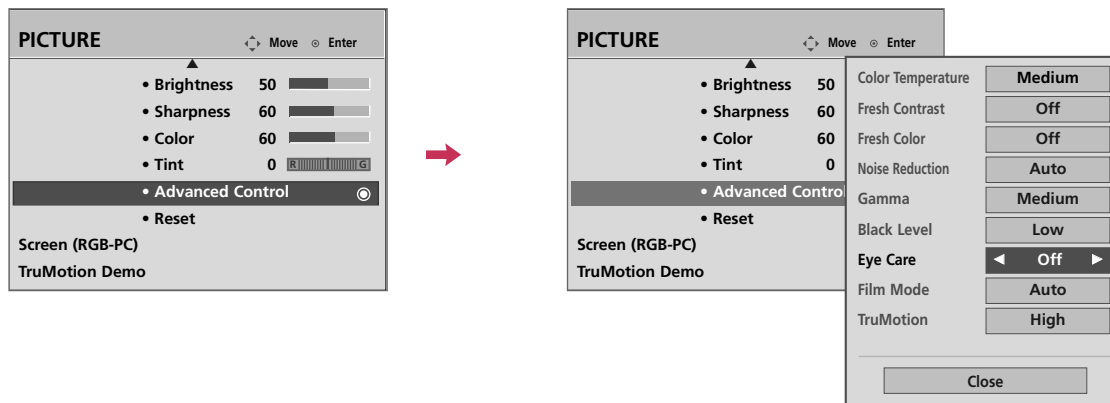 PICTURE Move Enter
• Brightness 50
• Sharpness 60
• Color 60
• Tint 0 R G
• Advanced Control
• Reset
Screen (RGB-PC)
TruMotion Demo
PICTURE Move Enter
• Brightness 50
• Sharpness 60
• Color 60
• Tint 0
• Advanced Control
• Reset
Screen (RGB-PC)
TruMotion Demo
Color Temperature Medium
Fresh Contrast Off
Fresh Color Off
Noise Reduction Auto
Gamma Medium
Black Level Low
Eye Care ◀ Off ▶
Film Mode Auto
TruMotion High
Close